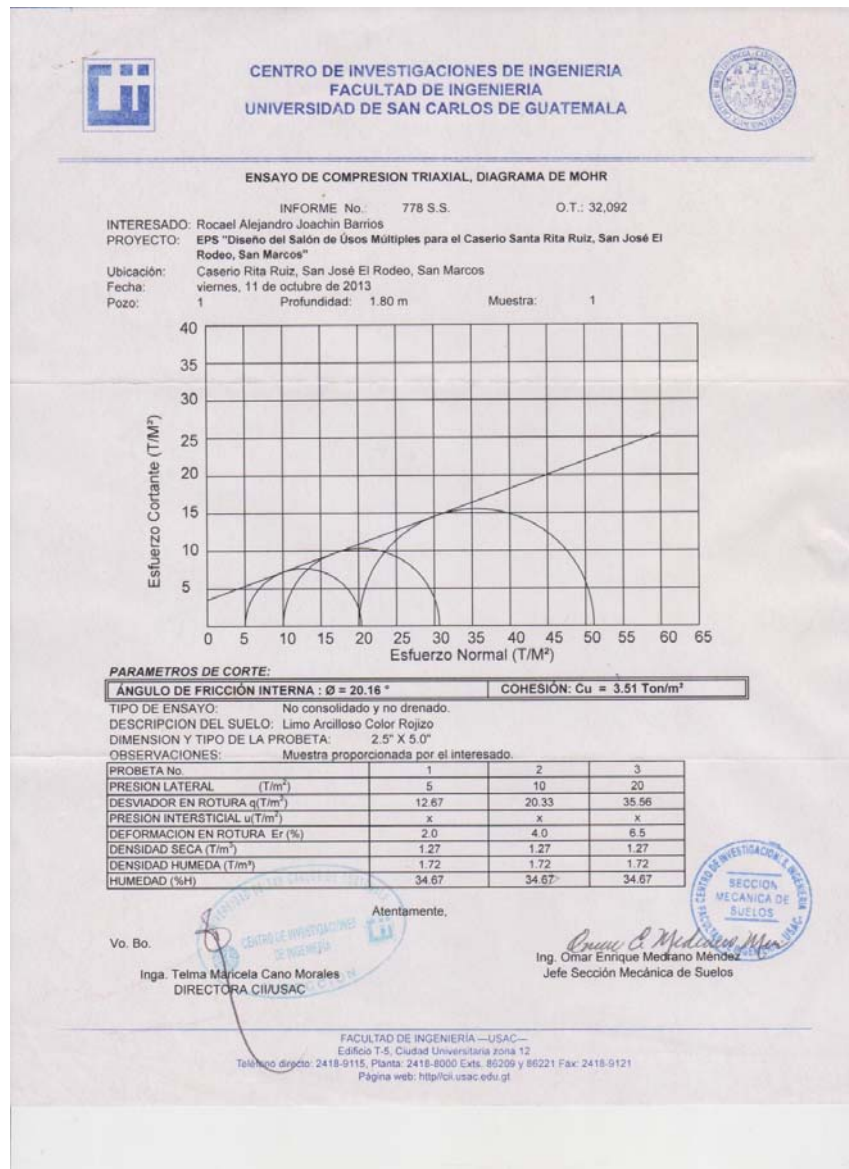 CENTRO DE INVESTIGACIONES DE INGENIERIA
FACULTAD DE INGENIERIA
UNIVERSIDAD DE SAN CARLOS DE GUATEMALA
ENSAYO DE COMPRESION TRIAXIAL, DIAGRAMA DE MOHR
INFORME No.: 778 S.S. O.T.: 32,092
INTERESADO: Rocael Alejandro Joachin Barrios
PROYECTO: EPS "Diseño del Salón de Úsos Múltiples para el Caserio Santa Rita Ruiz, San José El
Rodeo, San Marcos"
Ubicación: Caserio Rita Ruiz, San José El Rodeo, San Marcos
Fecha: viernes, 11 de octubre de 2013
Pozo: 1 Profundidad: 1.80 m Muestra: 1
40
35
30
25
20
15
10
5
Esfuerzo Cortante (T/M²)
0 5 10 15 20 25 30 35 40 45 50 55 60 65
Esfuerzo Normal (T/M²)
PARAMETROS DE CORTE:
ÁNGULO DE FRICCIÓN INTERNA : Ø = 20.16 ° COHESIÓN: Cu = 3.51 Ton/m²
TIPO DE ENSAYO: No consolidado y no drenado.
DESCRIPCION DEL SUELO: Limo Arcilloso Color Rojizo
DIMENSION Y TIPO DE LA PROBETA: 2.5" X 5.0"
OBSERVACIONES: Muestra proporcionada por el interesado.
PROBETA No. 1 2 3
PRESION LATERAL (T/m²) 5 10 20
DESVIADOR EN ROTURA q(T/m²) 12.67 20.33 35.56
PRESION INTERSTICIAL u(T/m²) x x x
DEFORMACION EN ROTURA Er (%) 2.0 4.0 6.5
DENSIDAD SECA (T/m³) 1.27 1.27 1.27
DENSIDAD HUMEDA (T/m³) 1.72 1.72 1.72
HUMEDAD (%H) 34.67 34.67 34.67
Atentamente,
Vo. Bo.
CENTRO DE INVESTIGACIONES
DE INGENIERIA
SECCION
MECANICA DE
SUELOS
Inga. Telma Maricela Cano Morales
DIRECTORA CII/USAC
Ing. Omar Enrique Medrano Méndez
Jefe Sección Mecánica de Suelos
FACULTAD DE INGENIERÍA —USAC—
Edificio T-5, Ciudad Universitaria zona 12
Teléfono directo: 2418-9115, Planta: 2418-8000 Exts. 86209 y 86221 Fax: 2418-9121
Página web: http//cii.usac.edu.gt